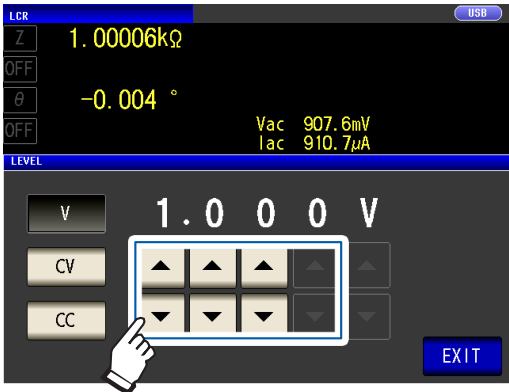 LCR USB
Z 1.00006kΩ
OFF
θ -0.004 °
OFF
Vac 907.6mV
Iac 910.7μA
LEVEL
V 1.000 V
CV
CC
EXIT